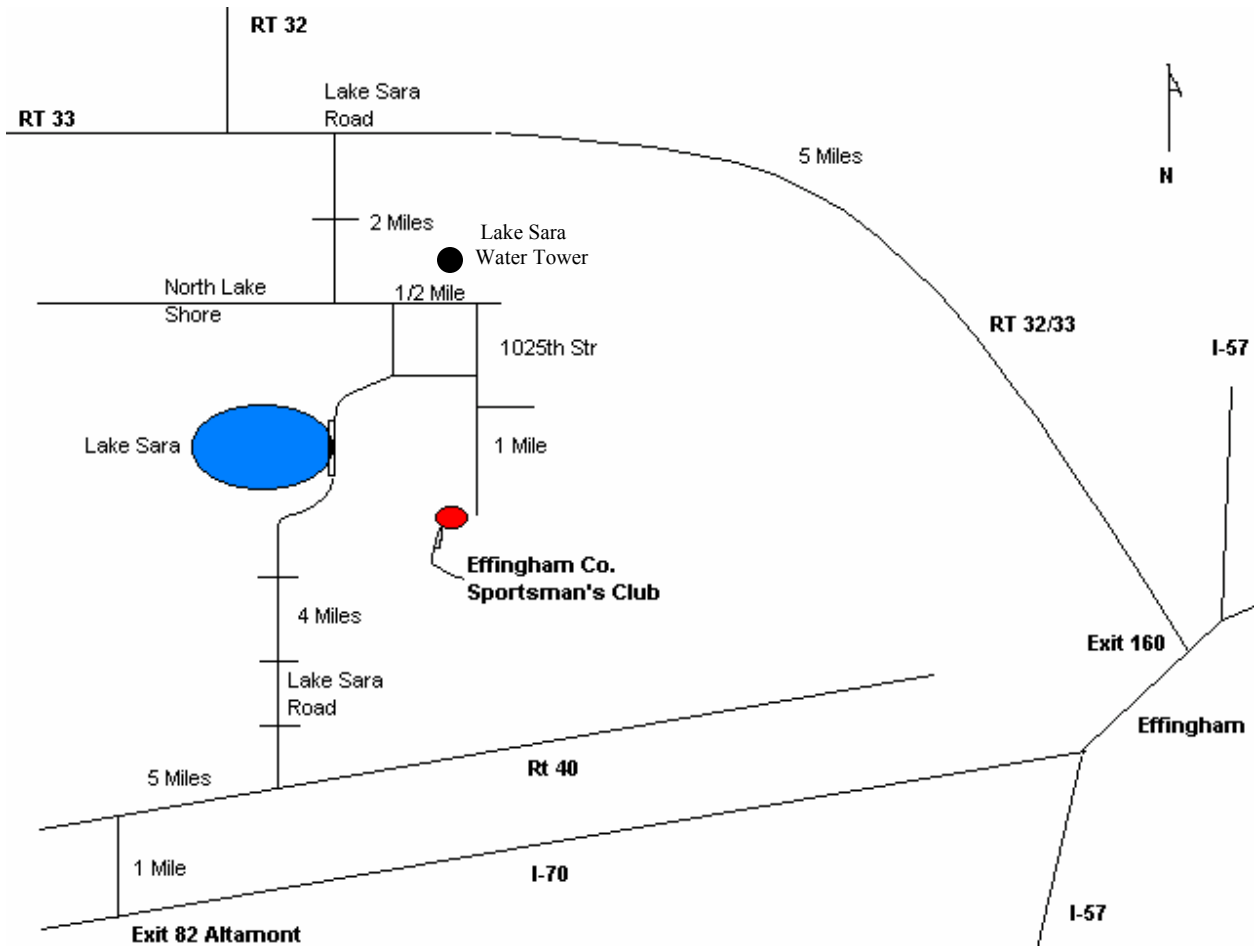 RT 32
Lake Sara
Road
RT 33
5 Miles
N
2 Miles
Lake Sara
Water Tower
North Lake
Shore
1/2 Mile
RT 32/33
1025th Str
I-57
Lake Sara
1 Mile
Effingham Co.
Sportsman's Club
4 Miles
Exit 160
Lake Sara
Road
Effingham
5 Miles
Rt 40
1 Mile
I-70
I-57
Exit 82 Altamont